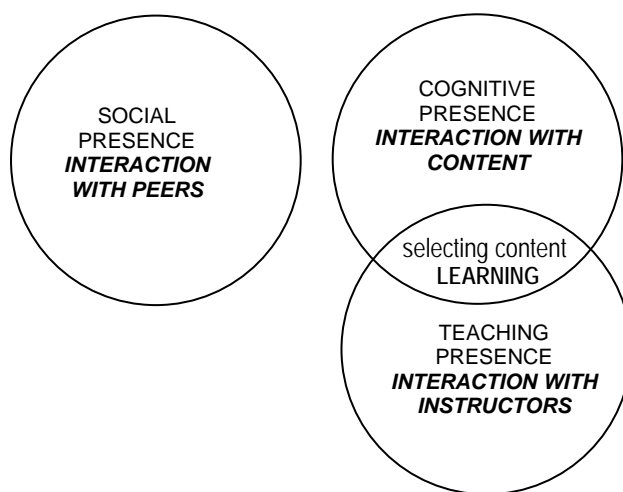 SOCIAL
PRESENCE
INTERACTION
WITH PEERS
COGNITIVE
PRESENCE
INTERACTION WITH
CONTENT
selecting content
LEARNING
TEACHING
PRESENCE
INTERACTION WITH
INSTRUCTORS